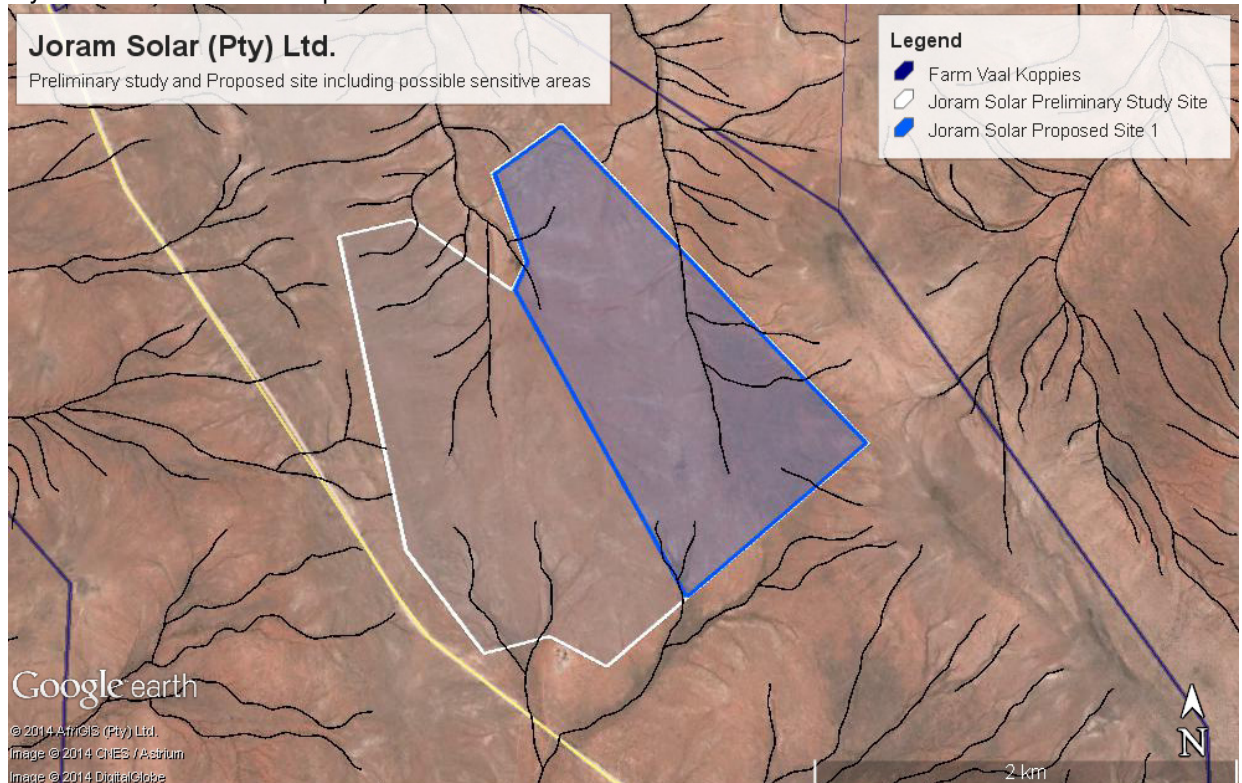 Joram Solar (Pty) Ltd.
Preliminary study and Proposed site including possible sensitive areas
Legend
Farm Vaal Koppies
Joram Solar Preliminary Study Site
Joram Solar Proposed Site 1
Google earth
© 2014 AfriGIS (Pty) Ltd.
Image © 2014 CNES / Astrium
Image © 2014 DigitalGlobe
N
2 km